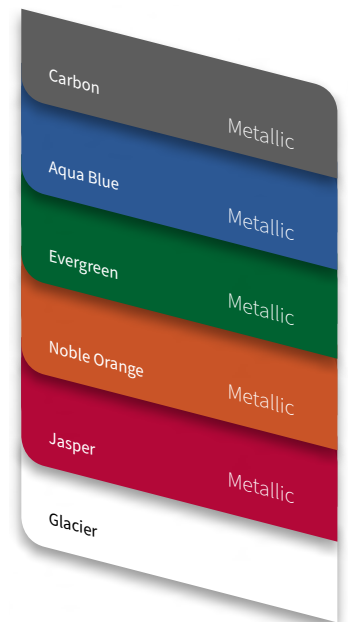 Carbon
Metallic
Aqua Blue
Metallic
Evergreen
Metallic
Noble Orange
Metallic
Jasper
Metallic
Glacier